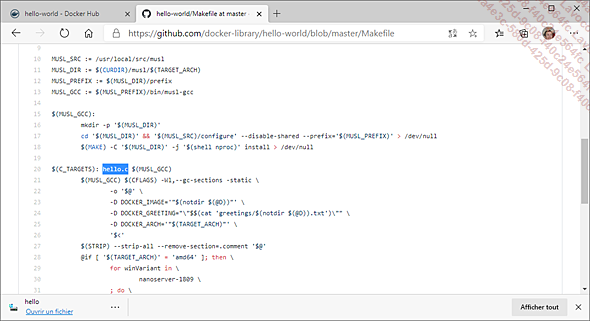 hello-world - Docker Hub
hello-world/Makefile at master ·
https://github.com/docker-library/hello-world/blob/master/Makefile
9
10 MUSL_SRC := /usr/local/src/musl
11 MUSL_DIR := $(CURDIR)/musl/$(TARGET_ARCH)
12 MUSL_PREFIX := $(MUSL_DIR)/prefix
13 MUSL_GCC := $(MUSL_PREFIX)/bin/musl-gcc
14
15 $(MUSL_GCC):
16 mkdir -p '$(MUSL_DIR)'
17 cd '$(MUSL_DIR)' && '$(MUSL_SRC)/configure' --disable-shared --prefix='$(MUSL_PREFIX)' > /dev/null
18 $(MAKE) -C '$(MUSL_DIR)' -j '$(shell nproc)' install > /dev/null
19
20 $(C_TARGETS): hello.c $(MUSL_GCC)
21 $(MUSL_GCC) $(CFLAGS) -Wl,--gc-sections -static \
22 -o '$@' \
23 -D DOCKER_IMAGE='"$(notdir $(@D))"' \
24 -D DOCKER_GREETING="\"$$(cat 'greetings/$(notdir $(@D)).txt')\"" \
25 -D DOCKER_ARCH='"$(TARGET_ARCH)"' \
26 '$<'
27 $(STRIP) --strip-all --remove-section=.comment '$@'
28 @if [ '$(TARGET_ARCH)' = 'amd64' ]; then \
29 for winVariant in \
30 nanoserver-1809 \
31 ; do \
hello
Ouvrir un fichier
Afficher tout